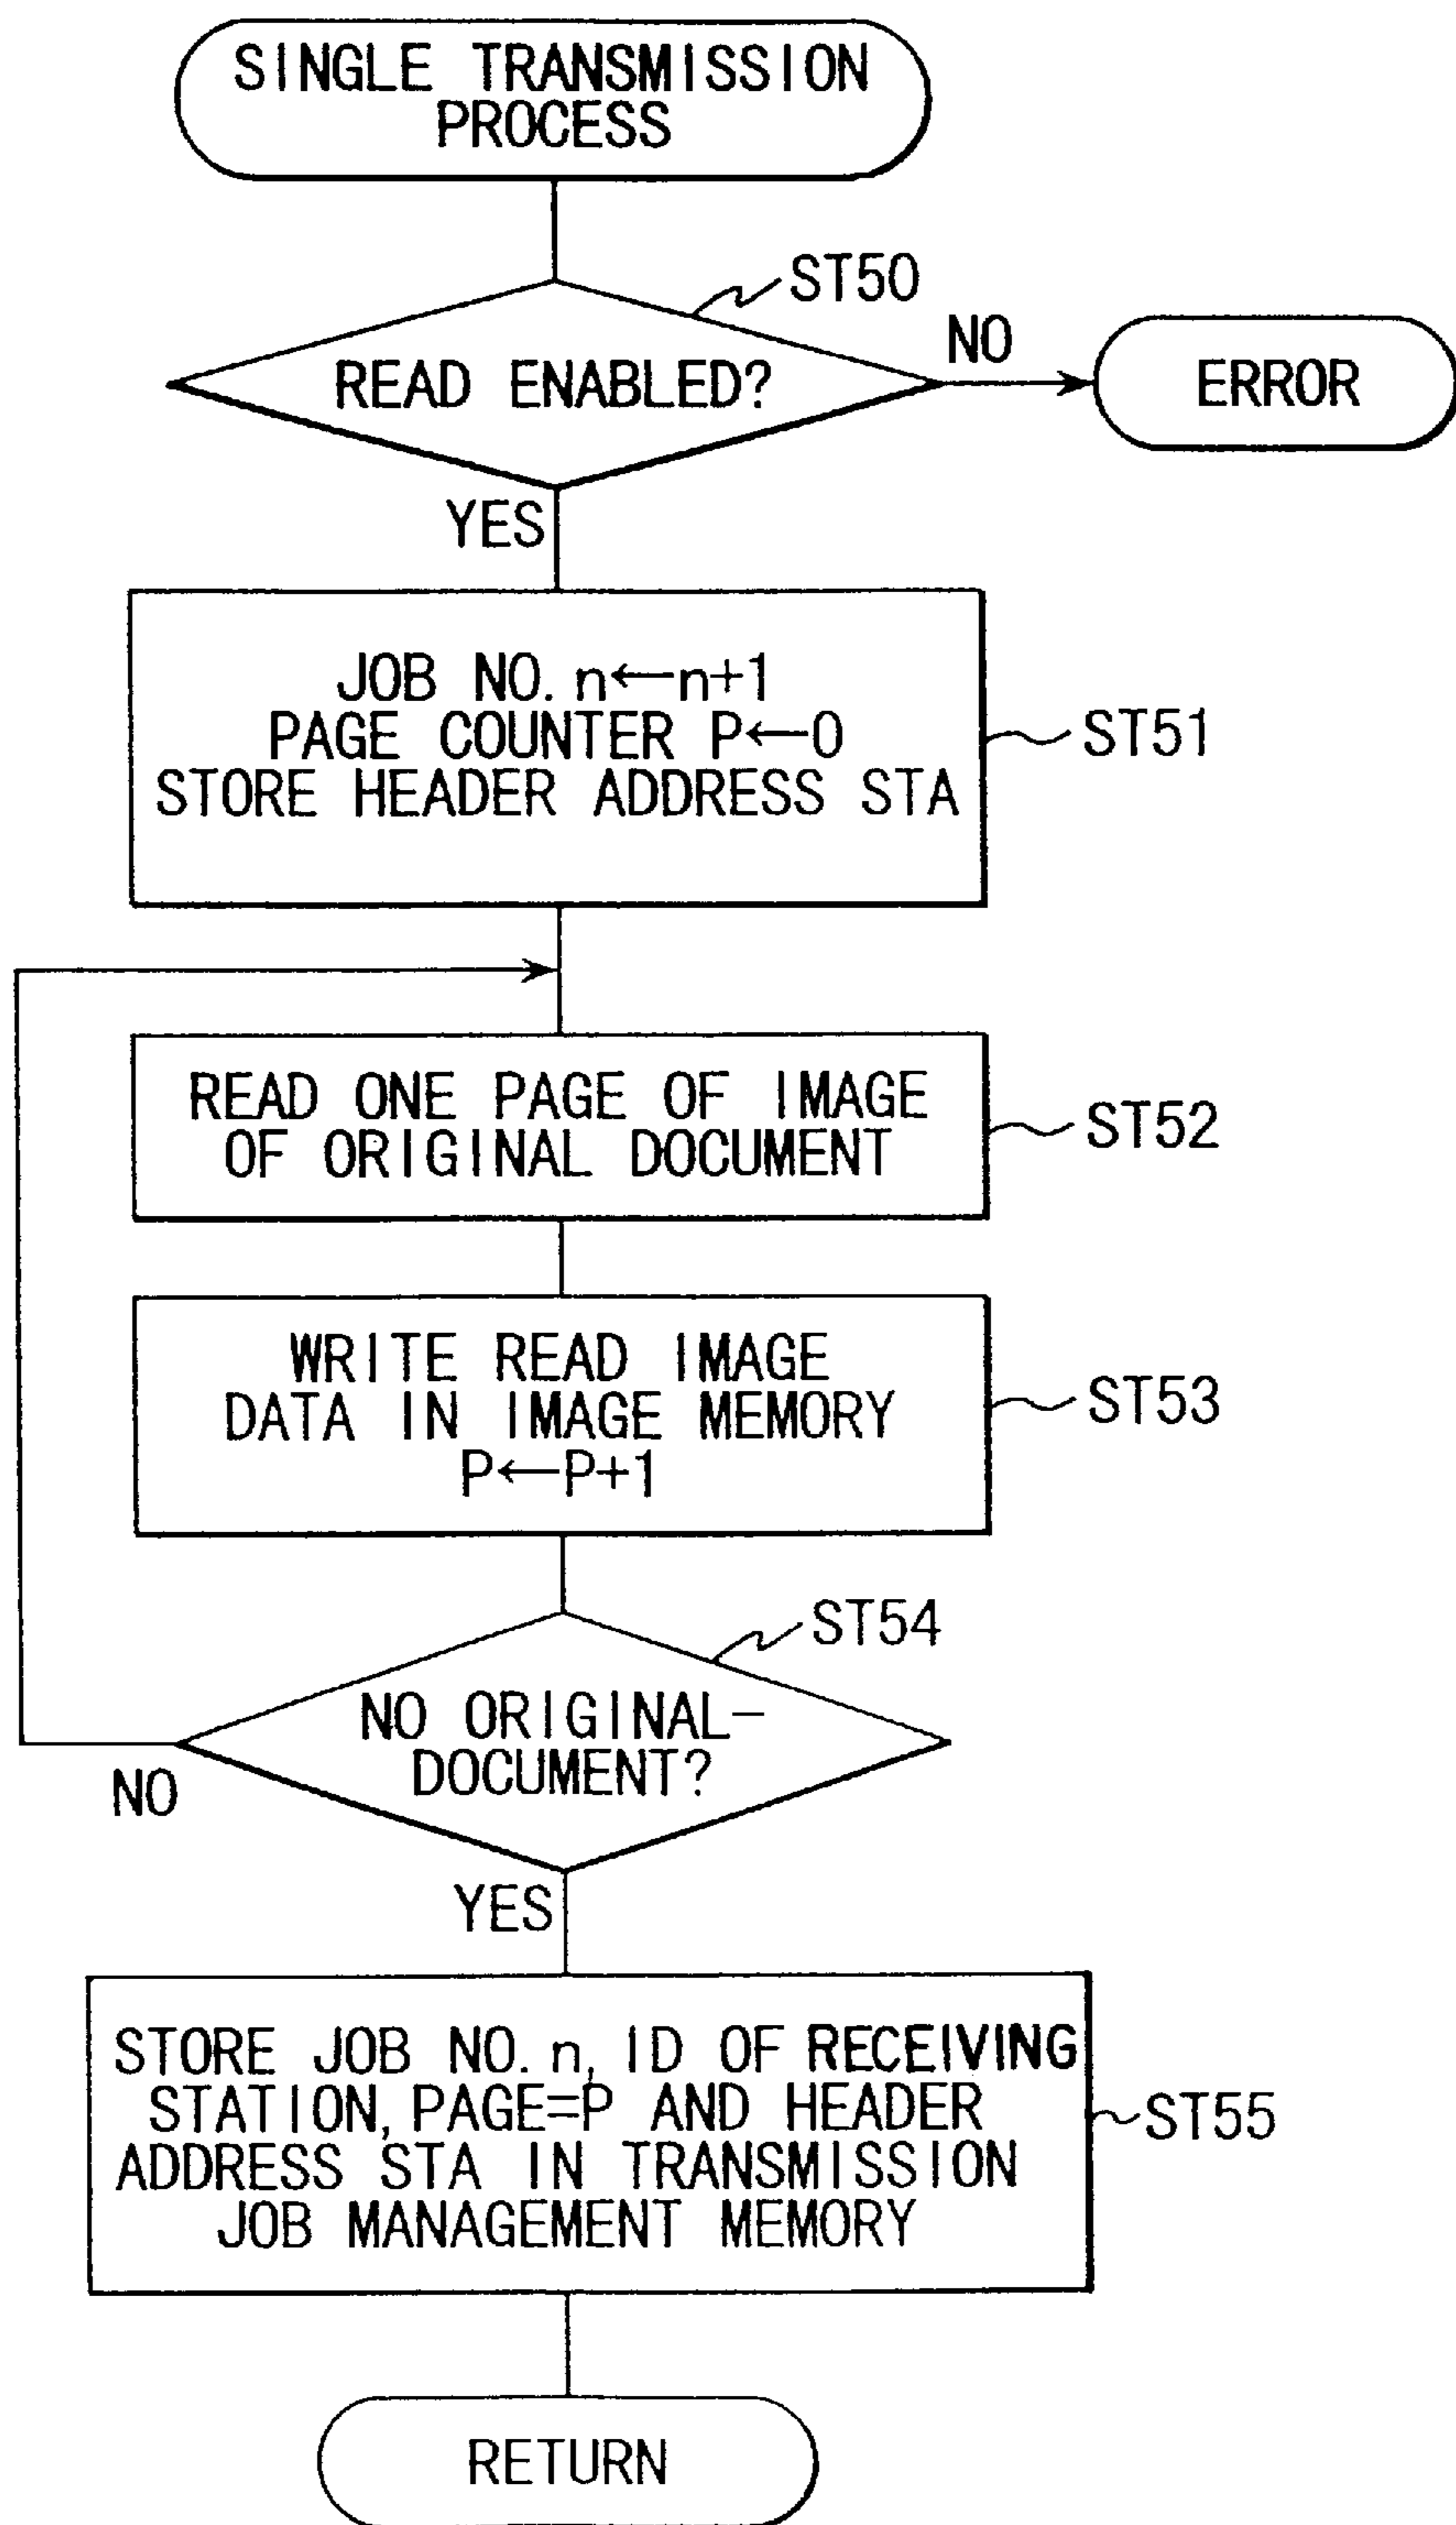 SINGLE TRANSMISSION
PROCESS
ST50
READ ENABLED?
NO
ERROR
YES
JOB NO. n←n+1
PAGE COUNTER P←0
STORE HEADER ADDRESS STA
ST51
READ ONE PAGE OF IMAGE
OF ORIGINAL DOCUMENT
ST52
WRITE READ IMAGE
DATA IN IMAGE MEMORY
P←P+1
ST53
ST54
NO ORIGINAL-
DOCUMENT?
NO
YES
STORE JOB NO. n, ID OF RECEIVING
STATION, PAGE=P AND HEADER
ADDRESS STA IN TRANSMISSION
JOB MANAGEMENT MEMORY
ST55
RETURN